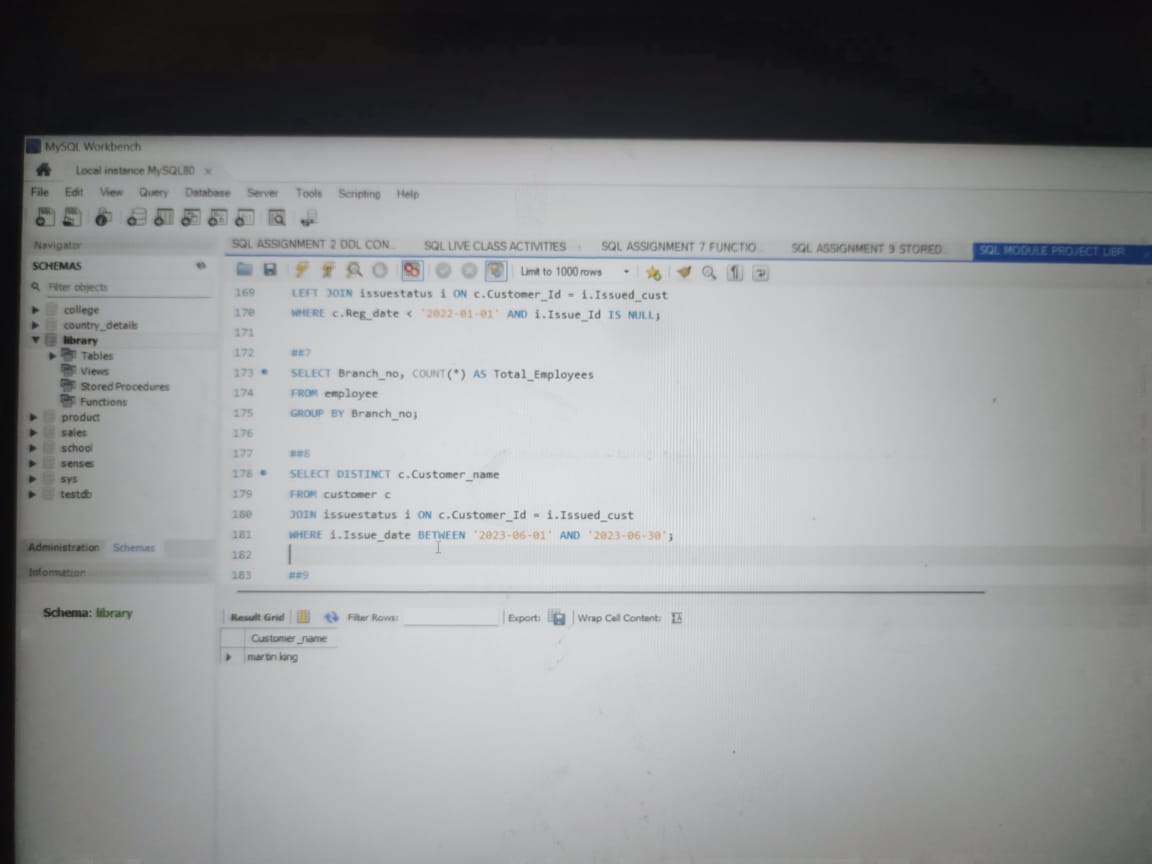 MySQL Workbench
Local instance MySQL80 ×
File Edit View Query Database Server Tools Scripting Help
Navigator
SQL ASSIGNMENT 2 DDL CON... SQL LIVE CLASS ACTIVITIES SQL ASSIGNMENT 7 FUNCTIO... SQL ASSIGNMENT 9 STORED... SQL MODULE PROJECT LIBR...
SCHEMAS
Limit to 1000 rows
Filter objects
college
country_details
library
Tables
Views
Stored Procedures
Functions
product
sales
school
senses
sys
testdb
Administration Schemas
Information
Schema: library
169 LEFT JOIN issuestatus i ON c.Customer_Id = i.Issued_cust
170 WHERE c.Reg_date < '2022-01-01' AND i.Issue_Id IS NULL;
171
172 ##7
173 SELECT Branch_no, COUNT(*) AS Total_Employees
174 FROM employee
175 GROUP BY Branch_no;
176
177 ##8
178 SELECT DISTINCT c.Customer_name
179 FROM customer c
180 JOIN issuestatus i ON c.Customer_Id = i.Issued_cust
181 WHERE i.Issue_date BETWEEN '2023-06-01' AND '2023-06-30';
182
183 ##9
Result Grid Filter Rows: Export: Wrap Cell Content:
Customer_name
martin king